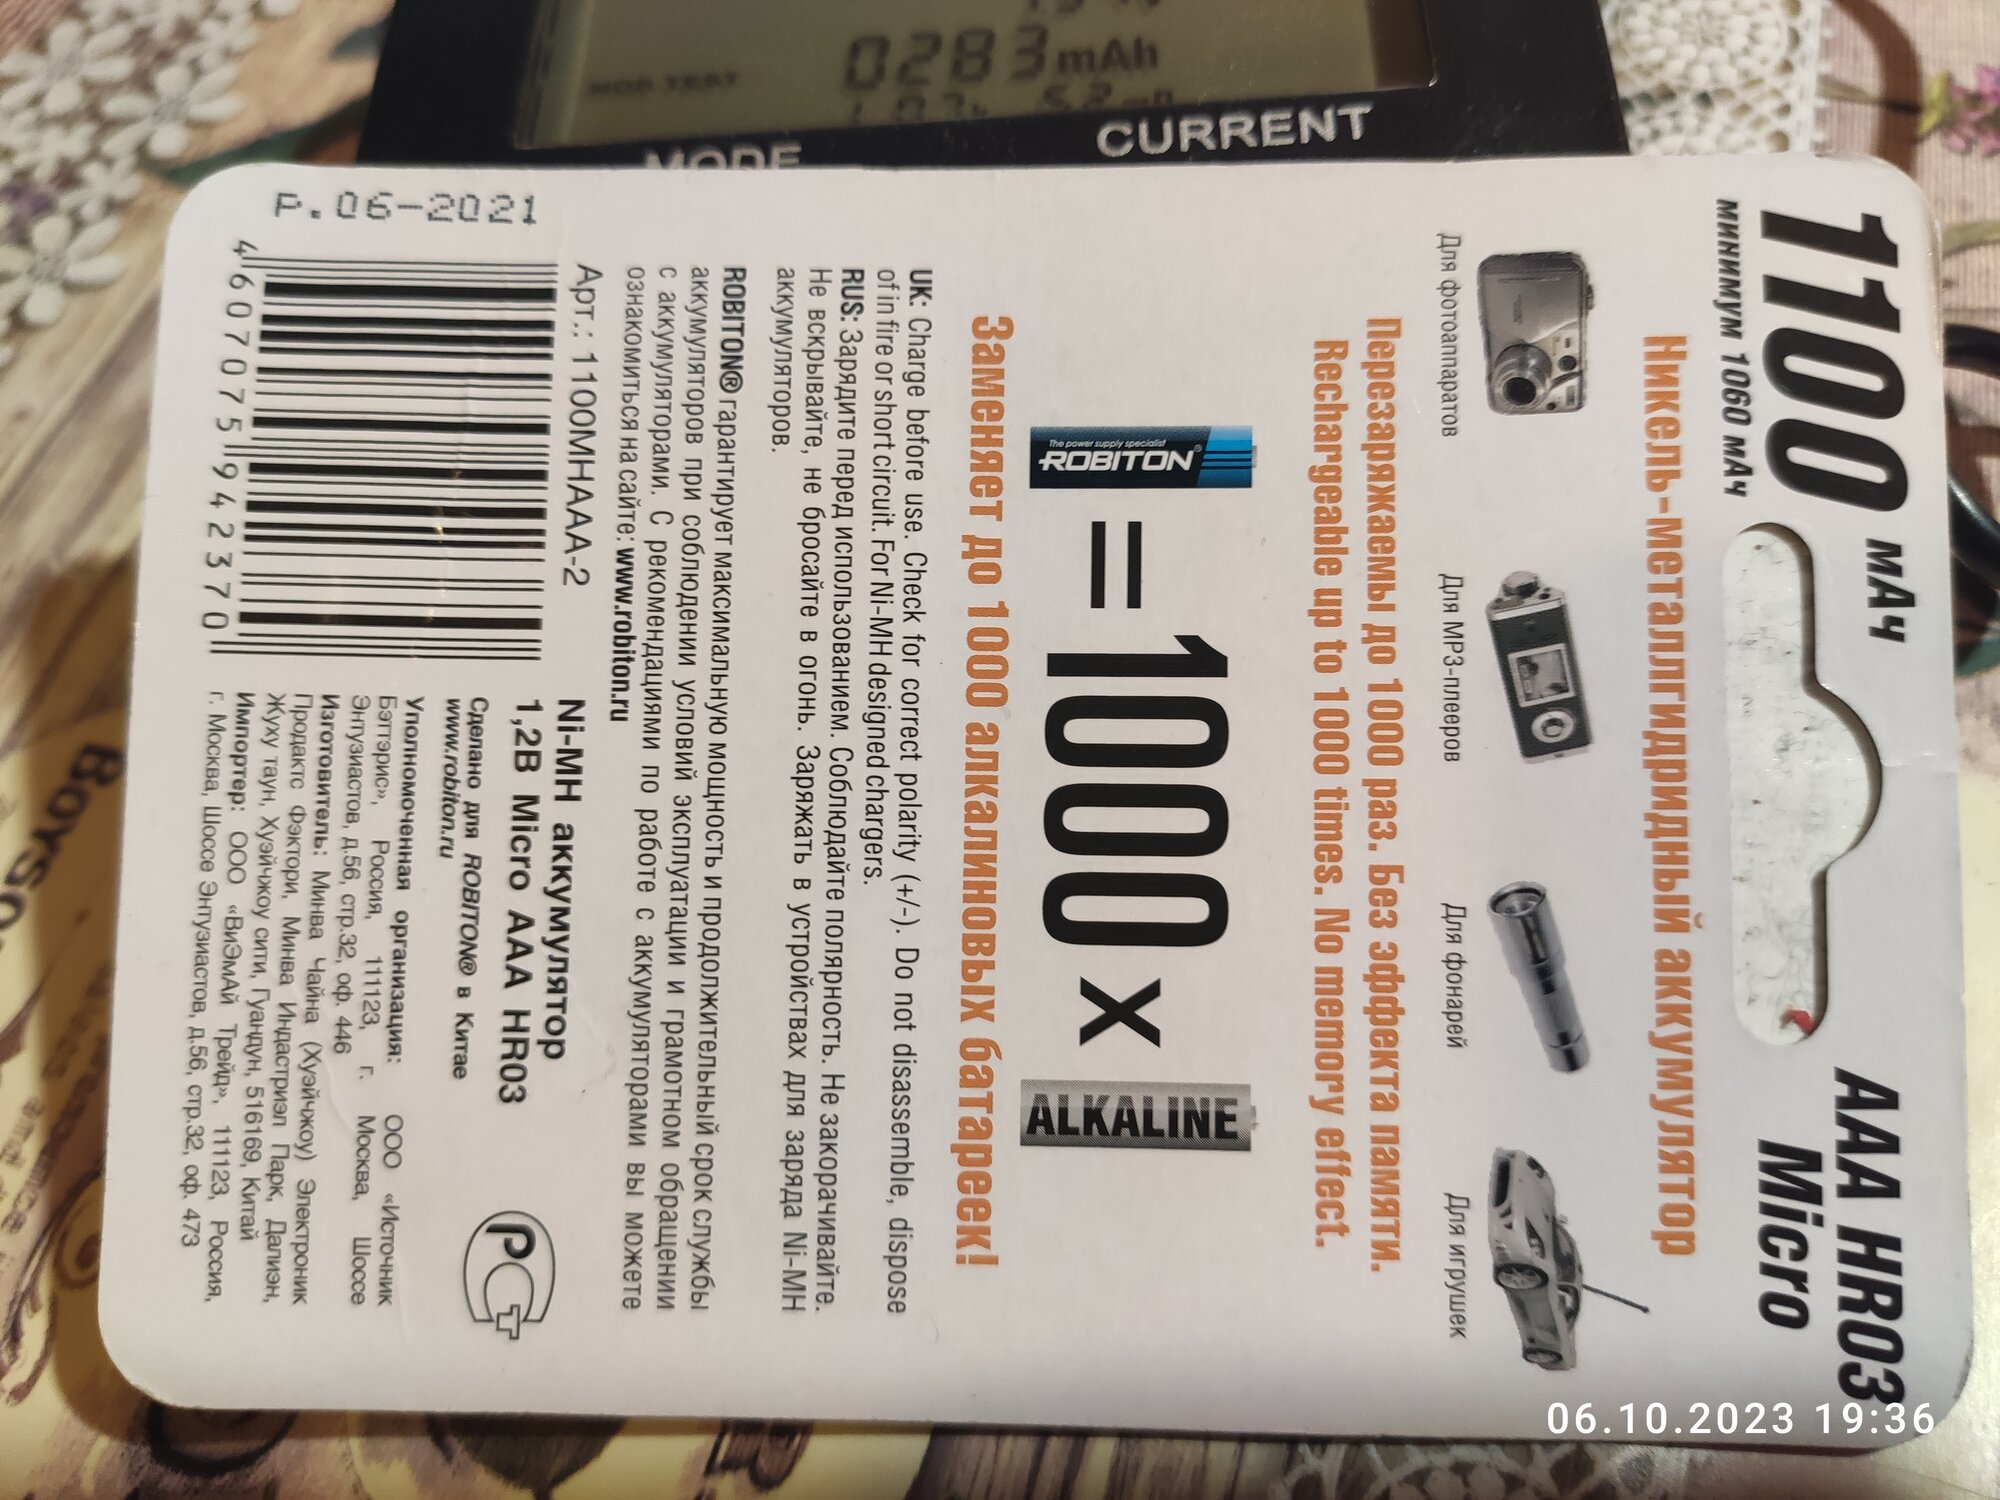 0283 mAh
MODE
CURRENT
1100 мАч
минимум 1060 мАч
AAA HR03
Micro
Никель-металлгидридный аккумулятор
Для фотоаппаратов
Для MP3-плееров
Для фонарей
Для игрушек
Перезаряжаемы до 1000 раз. Без эффекта памяти.
Rechargeable up to 1000 times. No memory effect.
The power supply specialist
ROBITON®
= 1000 x
ALKALINE
Заменяет до 1000 алкалиновых батареек!
UK: Charge before use. Check for correct polarity (+/-). Do not disassemble, dispose
of in fire or short circuit. For Ni-MH designed chargers.
RUS: Зарядите перед использованием. Соблюдайте полярность. Не закорачивайте.
Не вскрывайте, не бросайте в огонь. Заряжать в устройствах для заряда Ni-MH
аккумуляторов.
ROBITON® гарантирует максимальную мощность и продолжительный срок службы
аккумуляторов при соблюдении условий эксплуатации и грамотном обращении
с аккумуляторами. С рекомендациями по работе с аккумуляторами вы можете
ознакомиться на сайте: www.robiton.ru
Арт.: 1100MHAAA-2
P.06-2021
4 607075 942370
Ni-MH аккумулятор
1,2В Micro AAA HR03
Сделано для ROBITON® в Китае
www.robiton.ru
Уполномоченная организация: ООО «Источник
Бэттэрис», Россия, 111123, г. Москва, Шоссе
Энтузиастов, д.56, стр.32, оф. 446
Изготовитель: Минва Чайна (Хуэйчжоу) Электроник
Продактс Фэктори, Минва Индастриэл Парк, Далиэн,
Жуху таун, Хуэйчжоу сити, Гуандун, 516169, Китай
Импортер: ООО «ВиЭмАй Трейд», 111123, Россия,
г. Москва, Шоссе Энтузиастов, д.56, стр.32, оф. 473
РСТ
06.10.2023 19:36